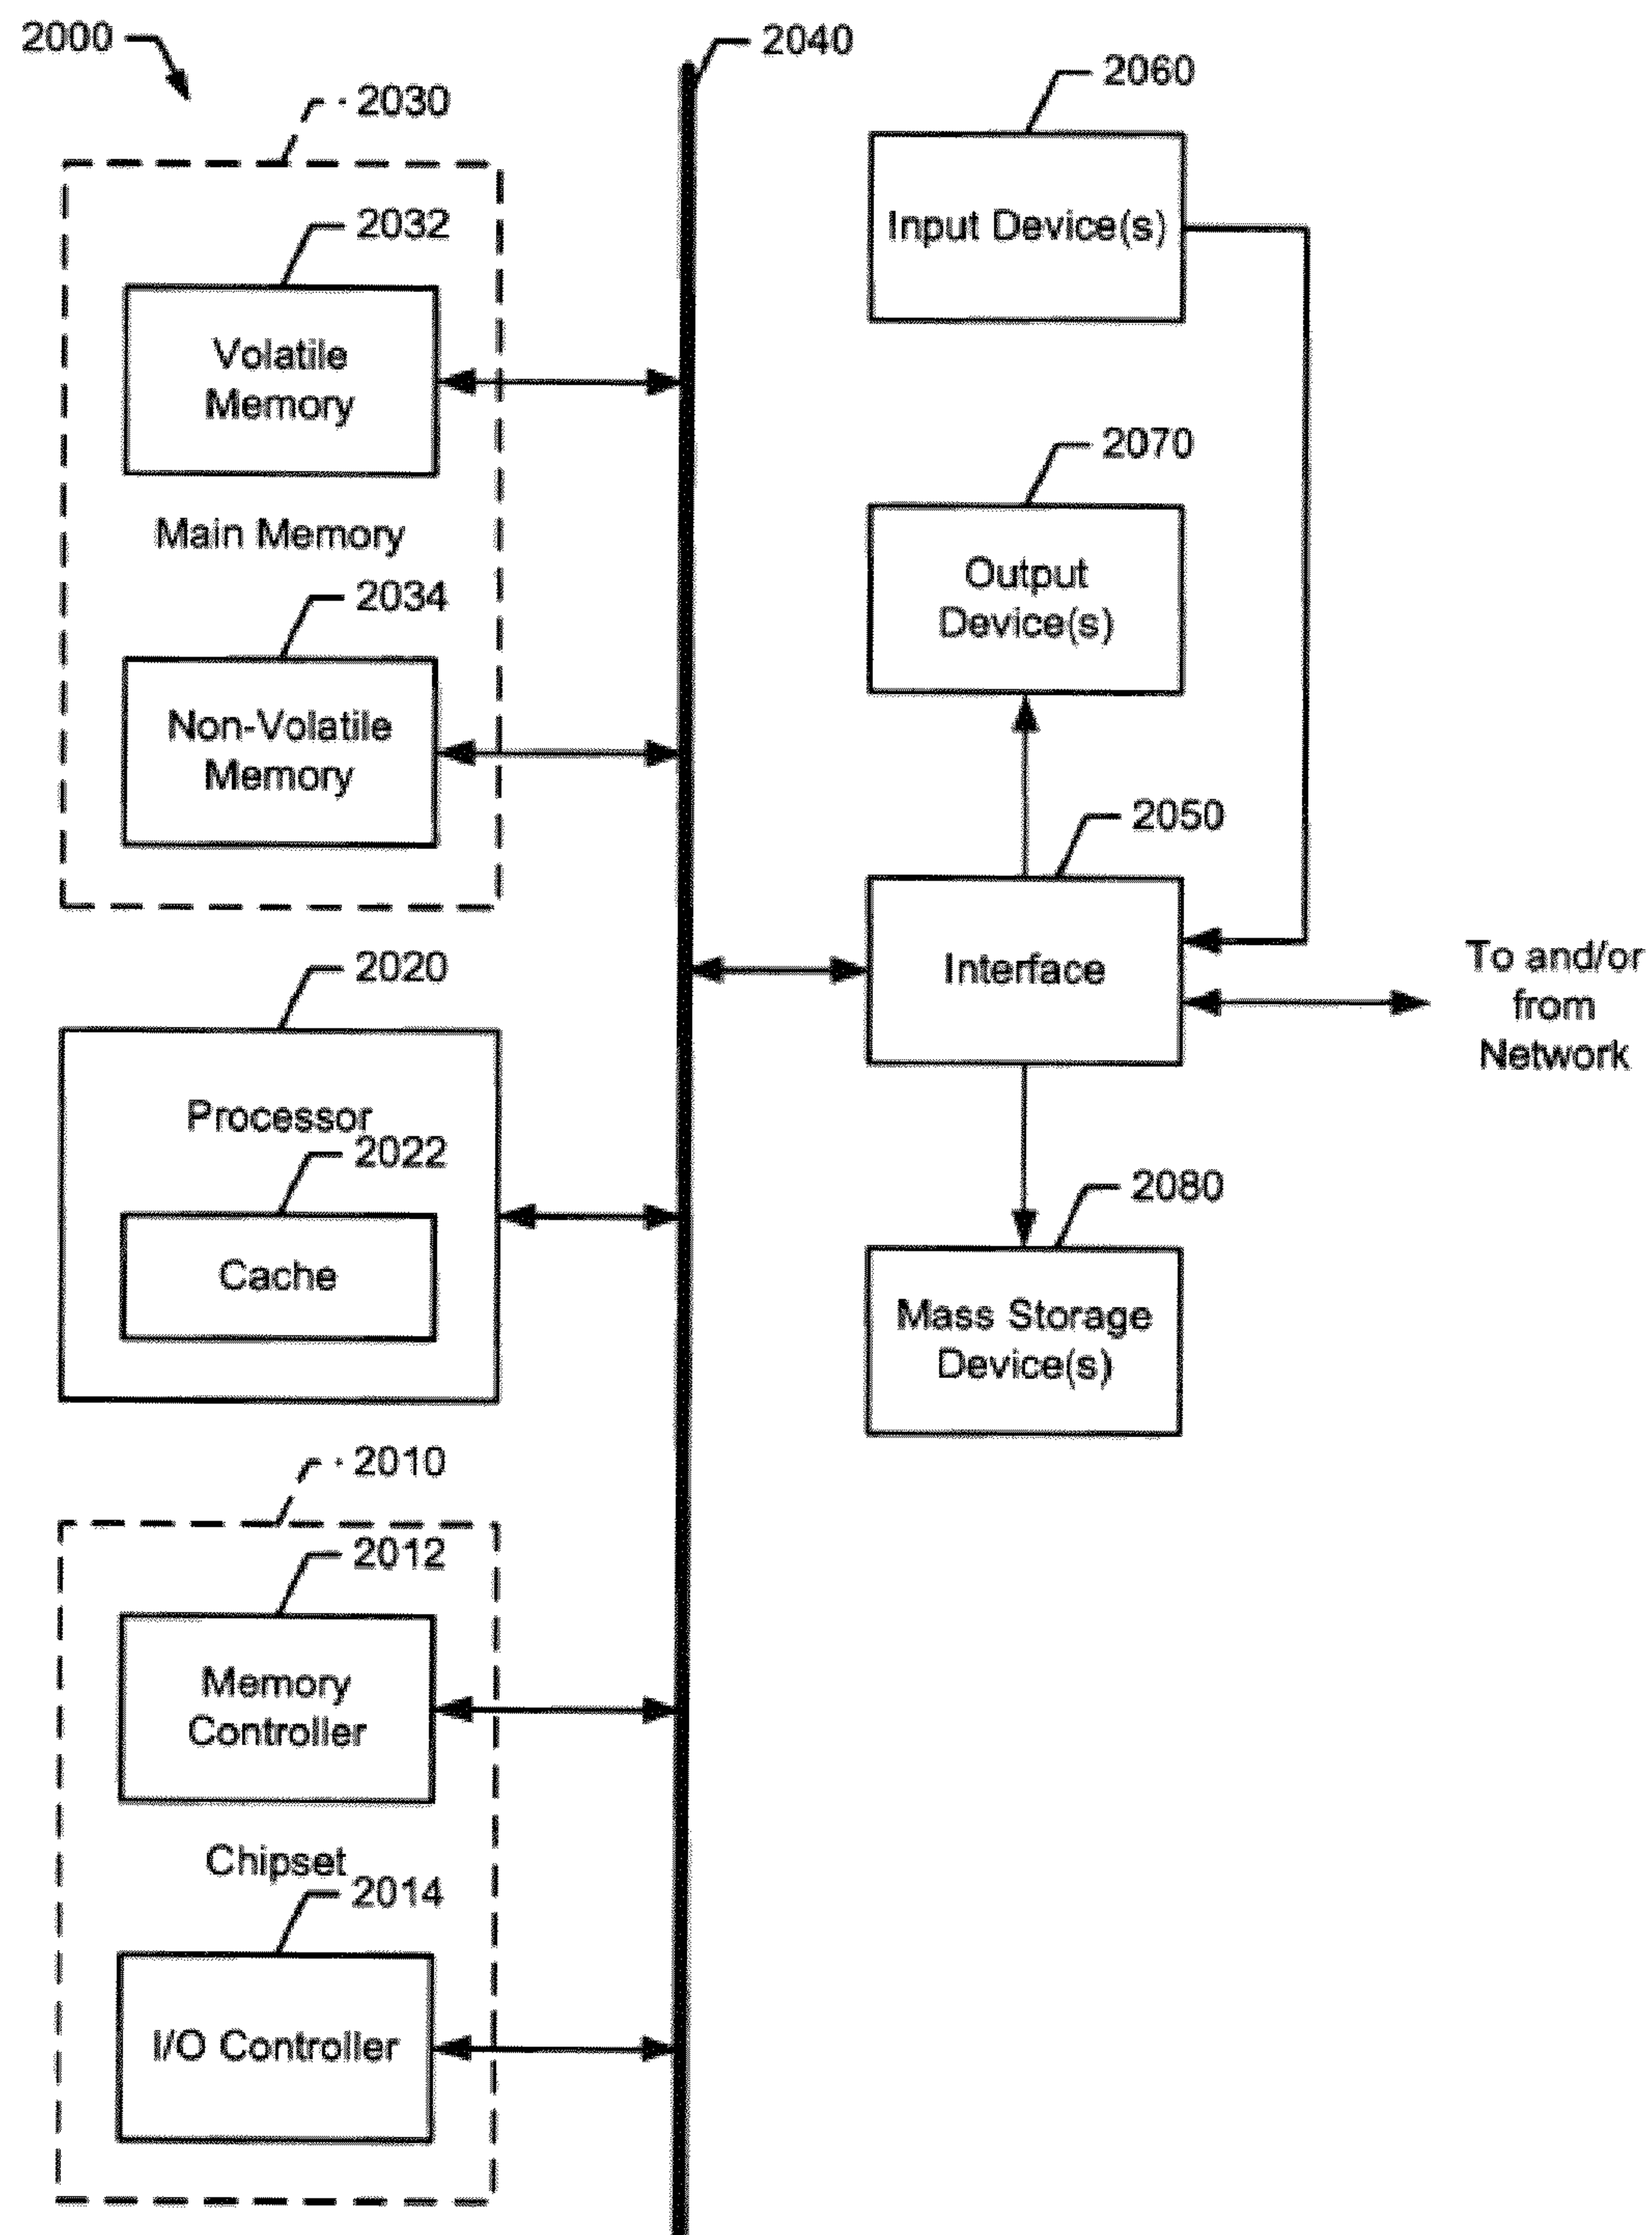 2000
2040
2060
2030
Input Device(s)
2032
Volatile
Memory
2070
Main Memory
Output
Device(s)
2034
Non-Volatile
Memory
2050
Interface
To and/or
from
Network
2020
Processor
2022
Cache
2080
Mass Storage
Device(s)
2010
2012
Memory
Controller
Chipset
2014
I/O Controller